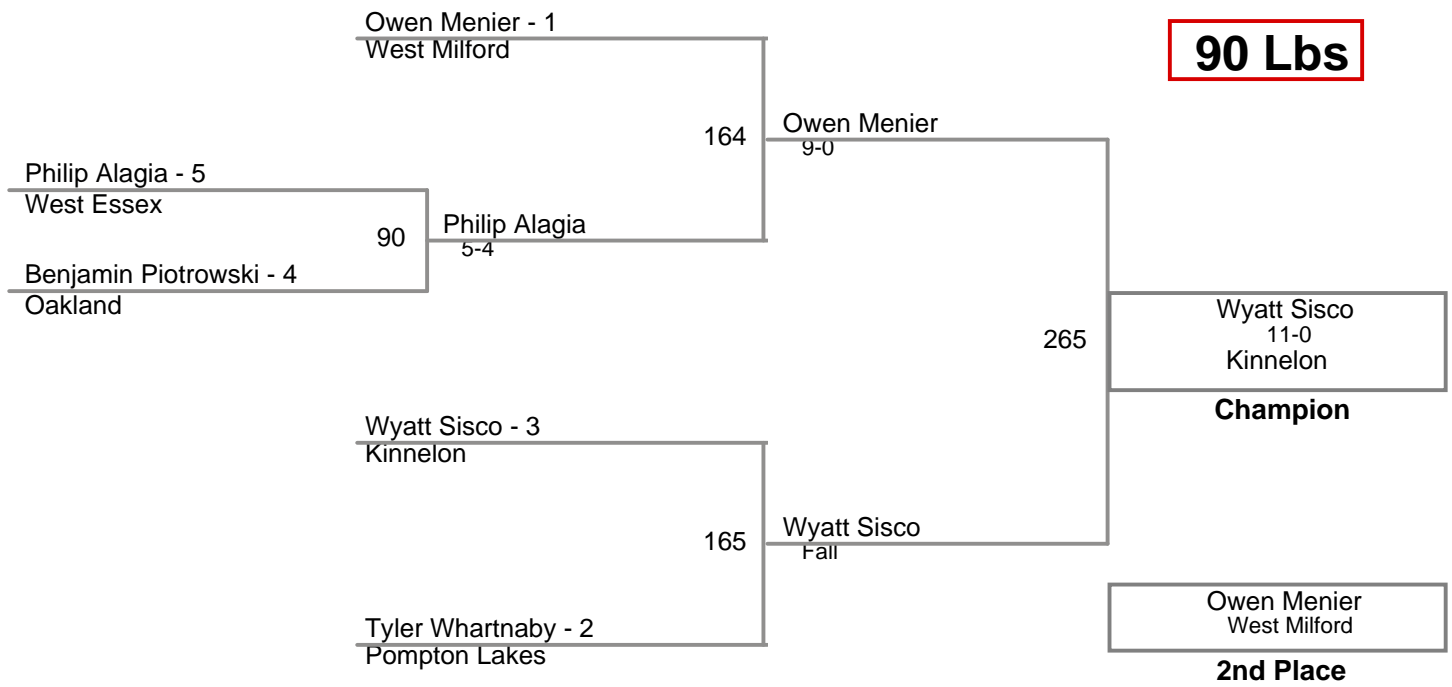 90 Lbs
Owen Menier - 1
West Milford
164
Owen Menier
9-0
Philip Alagia - 5
West Essex
90
Philip Alagia
5-4
Benjamin Piotrowski - 4
Oakland
265
Wyatt Sisco
11-0
Kinnelon
Champion
Wyatt Sisco - 3
Kinnelon
165
Wyatt Sisco
Fall
Tyler Whartnaby - 2
Pompton Lakes
Owen Menier
West Milford
2nd Place